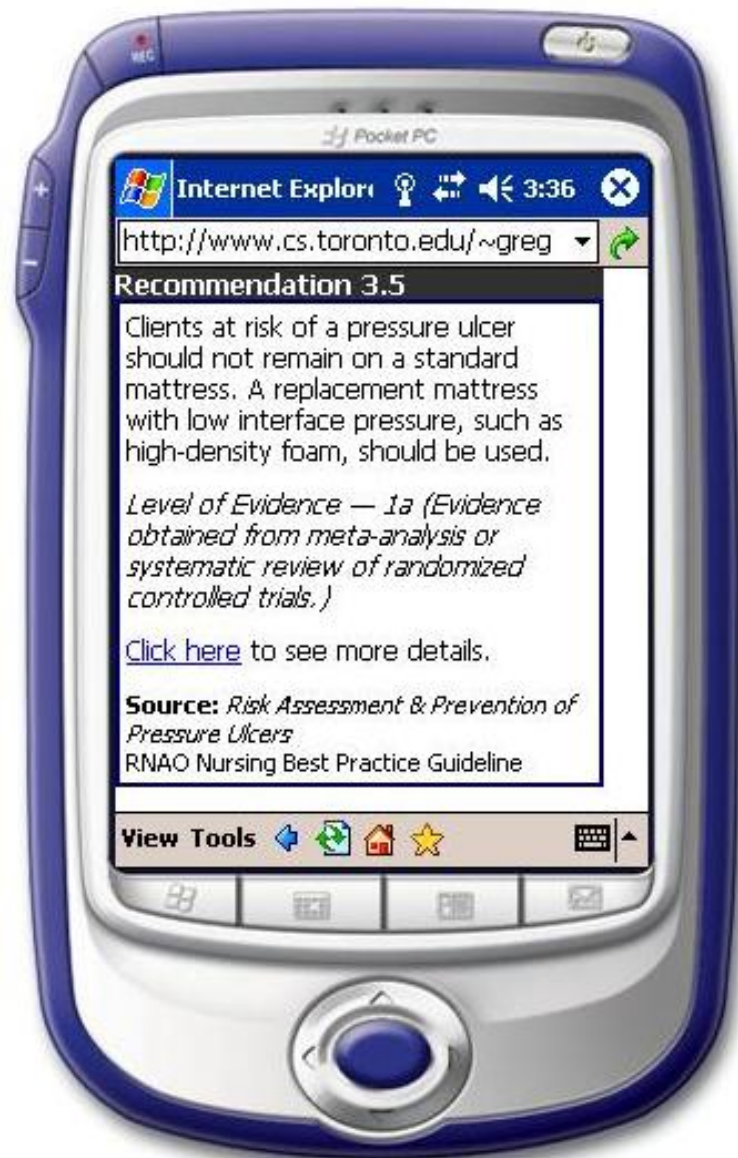 REC
Pocket PC
Internet Explore 3:36
http://www.cs.toronto.edu/~greg
Recommendation 3.5
Clients at risk of a pressure ulcer
should not remain on a standard
mattress. A replacement mattress
with low interface pressure, such as
high-density foam, should be used.
Level of Evidence — 1a (Evidence
obtained from meta-analysis or
systematic review of randomized
controlled trials.)
Click here to see more details.
Source: Risk Assessment & Prevention of
Pressure Ulcers
RNAO Nursing Best Practice Guideline
View Tools